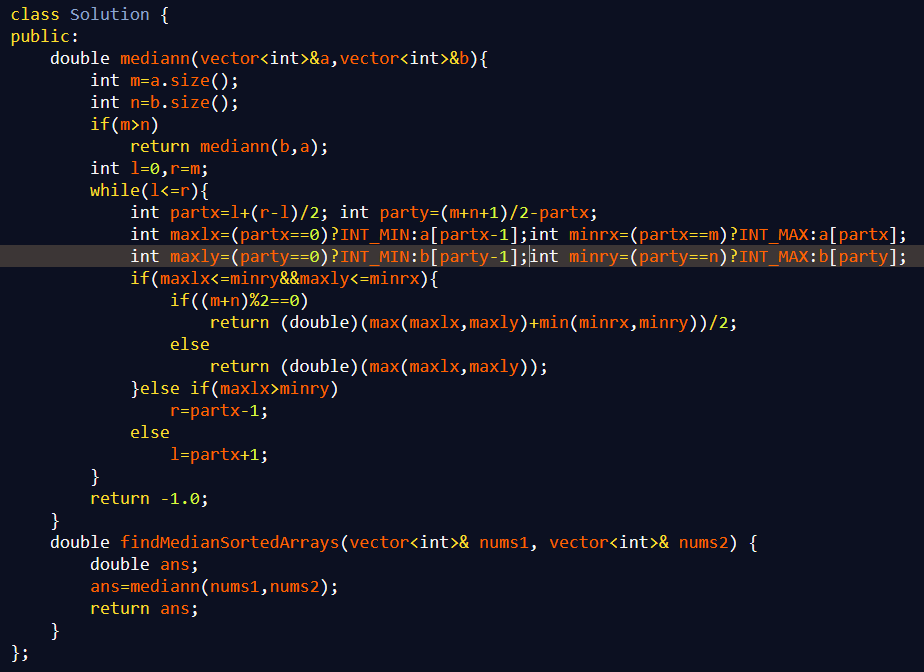 class Solution {
public:
    double mediann(vector<int>&a,vector<int>&b){
        int m=a.size();
        int n=b.size();
        if(m>n)
            return mediann(b,a);
        int l=0,r=m;
        while(l<=r){
            int partx=l+(r-l)/2; int party=(m+n+1)/2-partx;
            int maxlx=(partx==0)?INT_MIN:a[partx-1];int minrx=(partx==m)?INT_MAX:a[partx];
            int maxly=(party==0)?INT_MIN:b[party-1];int minry=(party==n)?INT_MAX:b[party];
            if(maxlx<=minry&&maxly<=minrx){
                if((m+n)%2==0)
                    return (double)(max(maxlx,maxly)+min(minrx,minry))/2;
                else
                    return (double)(max(maxlx,maxly));
            }else if(maxlx>minry)
                r=partx-1;
            else
                l=partx+1;
        }
        return -1.0;
    }
    double findMedianSortedArrays(vector<int>& nums1, vector<int>& nums2) {
        double ans;
        ans=mediann(nums1,nums2);
        return ans;
    }
};